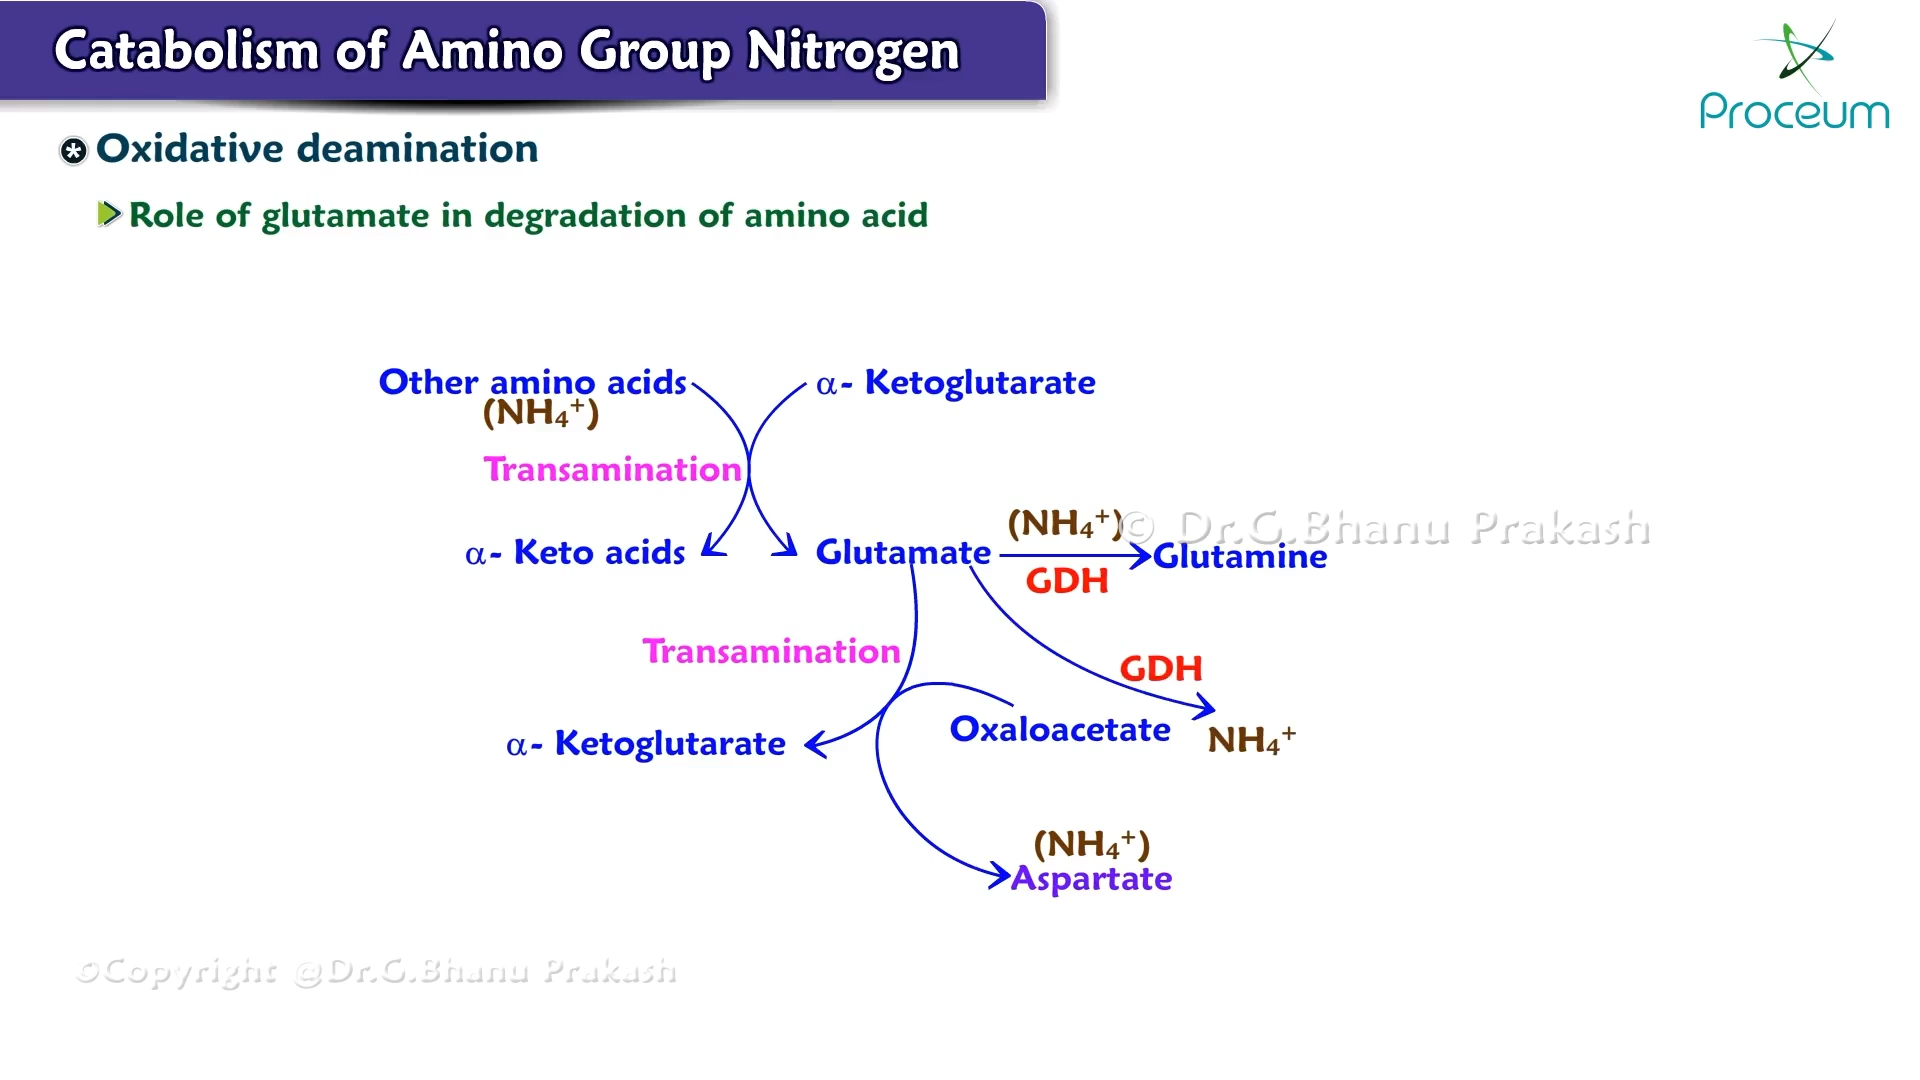 Catabolism of Amino Group Nitrogen
Proceum
Oxidative deamination
Role of glutamate in degradation of amino acid
Other amino acids
α- Ketoglutarate
(NH₄⁺)
Transamination
(NH₄⁺)
© Dr.G.Bhanu Prakash
α- Keto acids
Glutamate
Glutamine
GDH
Transamination
GDH
Oxaloacetate
α- Ketoglutarate
NH₄⁺
(NH₄⁺)
Aspartate
©Copyright @Dr.G.Bhanu Prakash